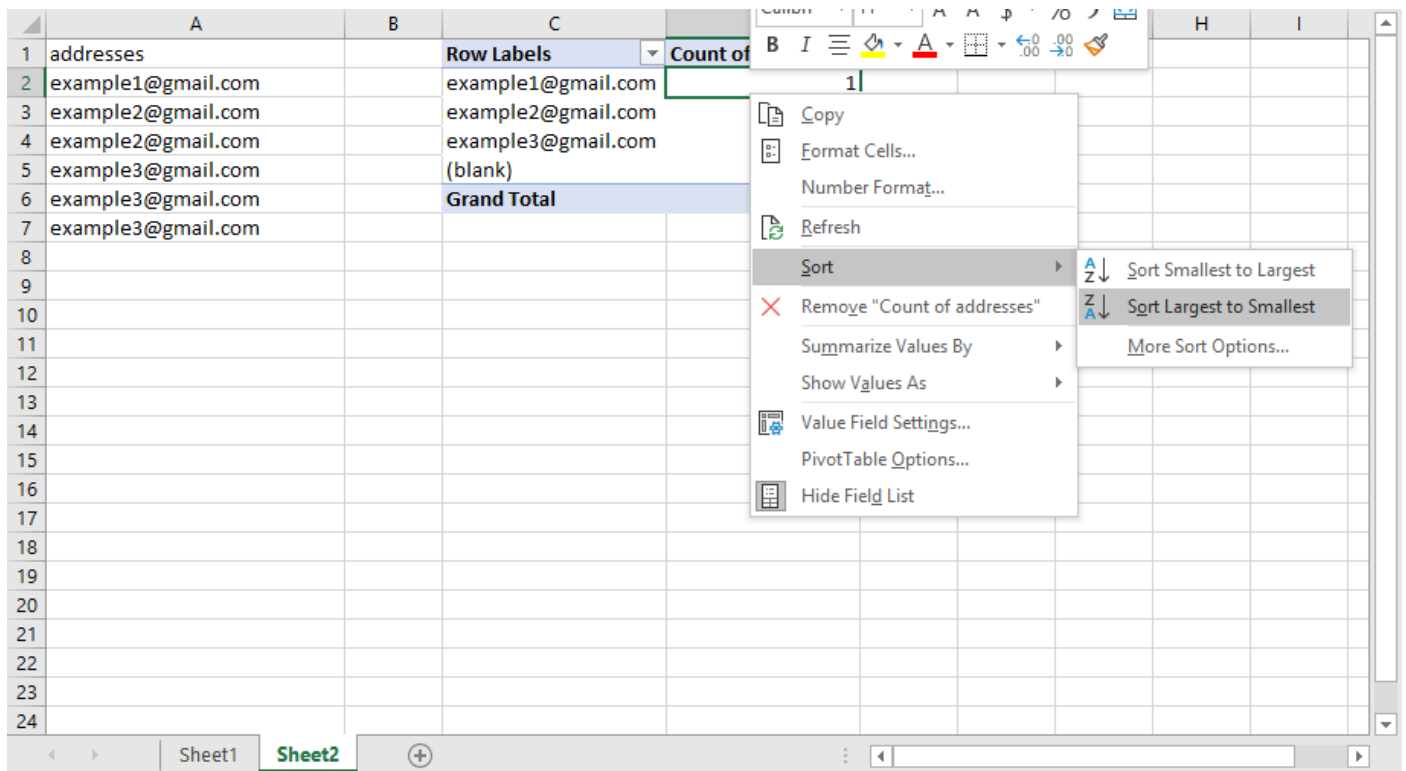 Calibri 11 A A $ % 9
A B C H I
B I A .00 .00
1 addresses Row Labels Count of
2 example1@gmail.com example1@gmail.com 1
3 example2@gmail.com example2@gmail.com
4 example2@gmail.com example3@gmail.com
5 example3@gmail.com (blank)
6 example3@gmail.com Grand Total
7 example3@gmail.com
8
9
10
11
12
13
14
15
16
17
18
19
20
21
22
23
24
Copy
Format Cells...
Number Format...
Refresh
Sort
Remove "Count of addresses"
Summarize Values By
Show Values As
Value Field Settings...
PivotTable Options...
Hide Field List
Sort Smallest to Largest
Sort Largest to Smallest
More Sort Options...
Sheet1 Sheet2